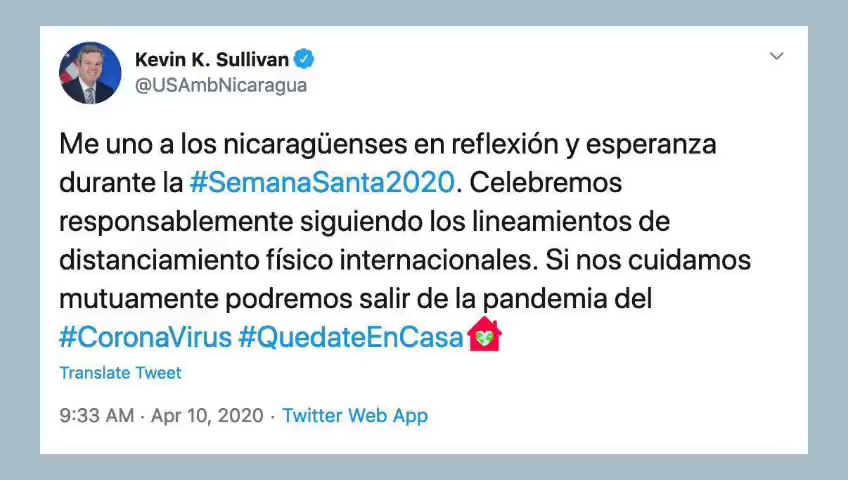 Kevin K. Sullivan
@USAmbNicaragua
Me uno a los nicaragüenses en reflexión y esperanza
durante la #SemanaSanta2020. Celebremos
responsablemente siguiendo los lineamientos de
distanciamiento físico internacionales. Si nos cuidamos
mutuamente podremos salir de la pandemia del
#CoronaVirus #QuedateEnCasa
Translate Tweet
9:33 AM · Apr 10, 2020 · Twitter Web App